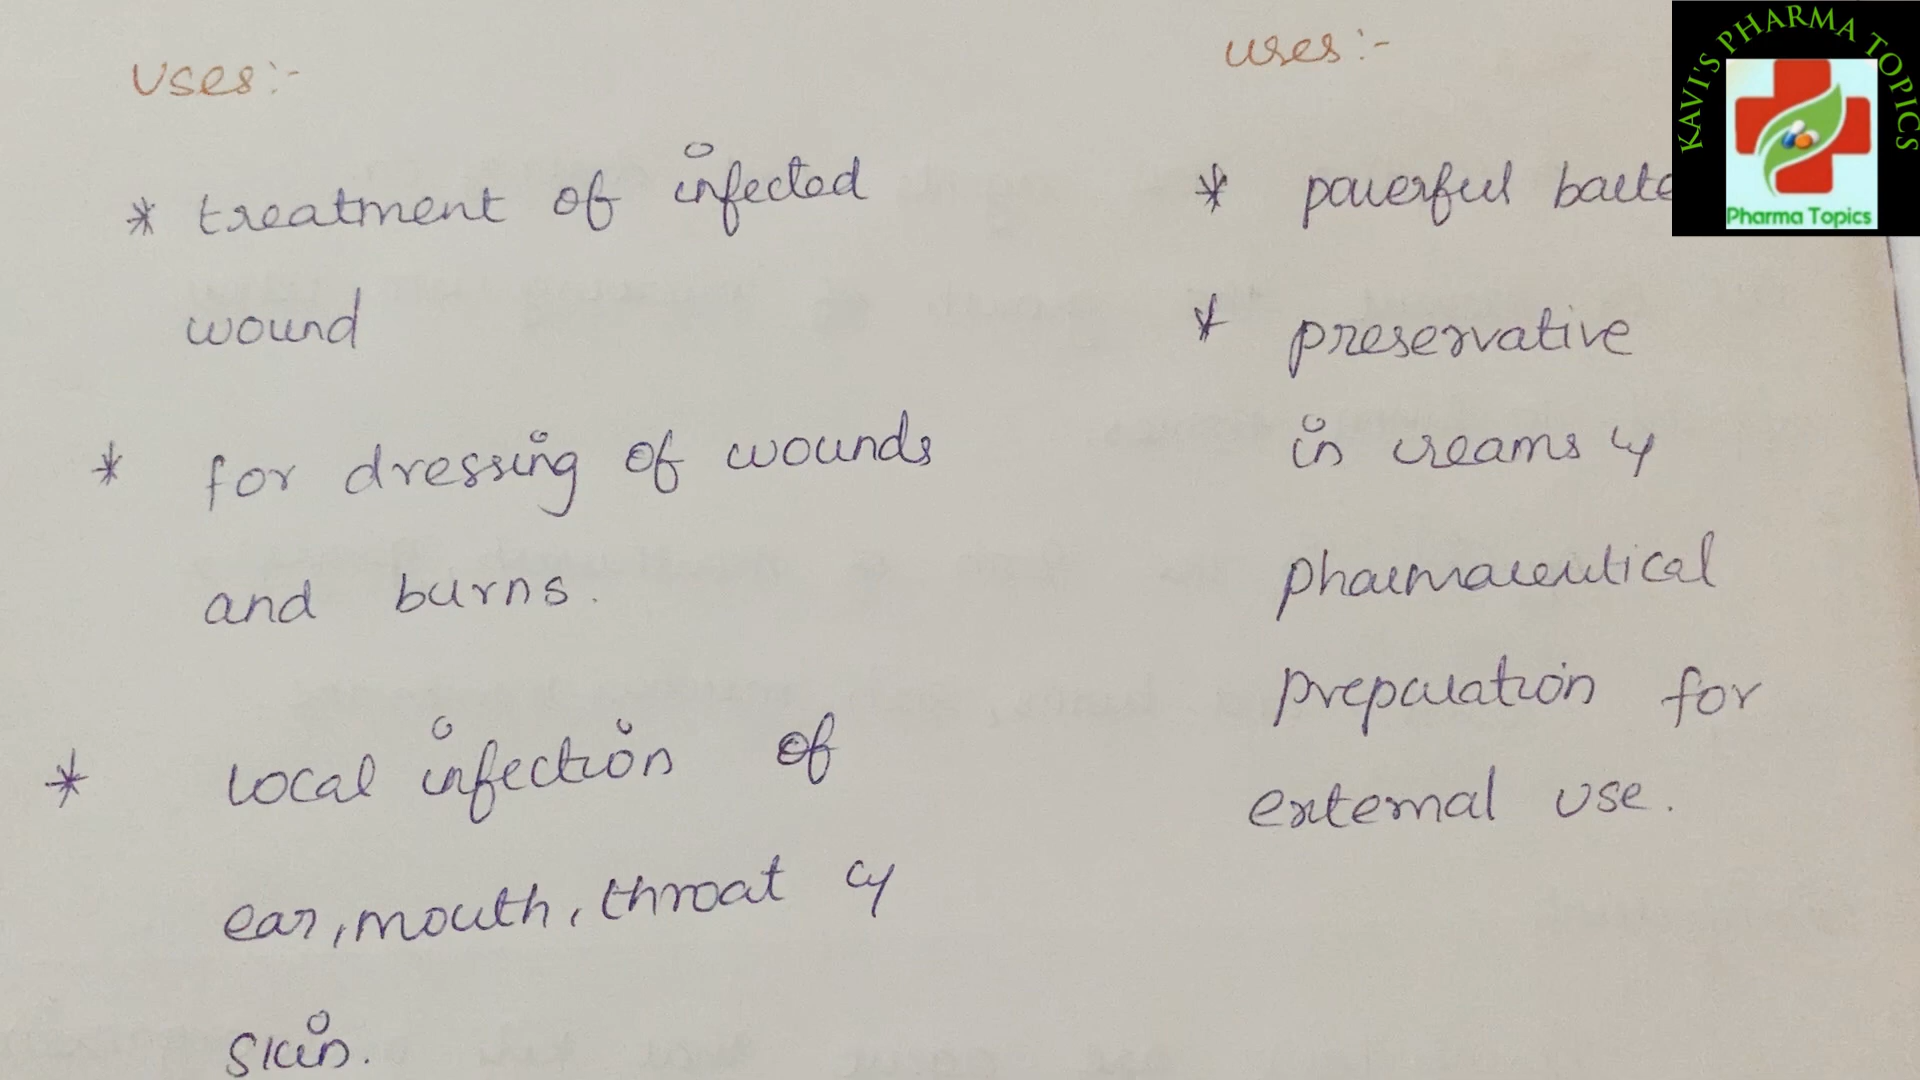 uses:-
* treatment of infected
wound
* for dressing of wounds
and burns.
* local infection of
ear, mouth, throat &
skin.
uses:-
* powerful
* preservative
in creams &
pharmaceutical
preparation for
external use.
KAVI'S PHARMA TOPICS
Pharma Topics